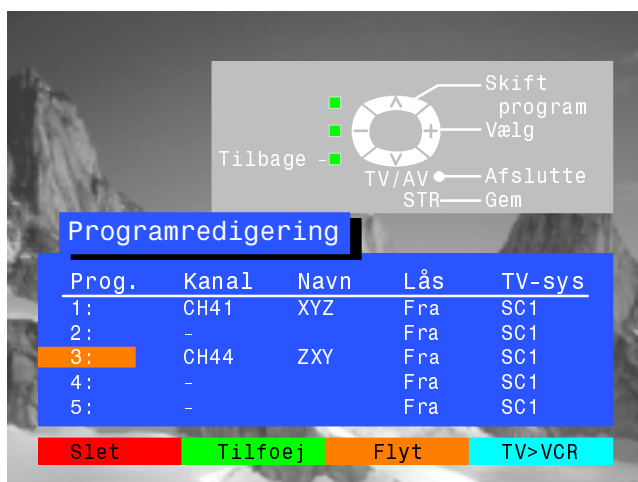 Skift
program
Vælg
Tilbage
TV/AV Afslutte
STR Gem
Programredigering
Prog. Kanal Navn Lås TV-sys
1: CH41 XYZ Fra SC1
2: - Fra SC1
3: CH44 ZXY Fra SC1
4: - Fra SC1
5: - Fra SC1
Slet Tilfoej Flyt TV>VCR